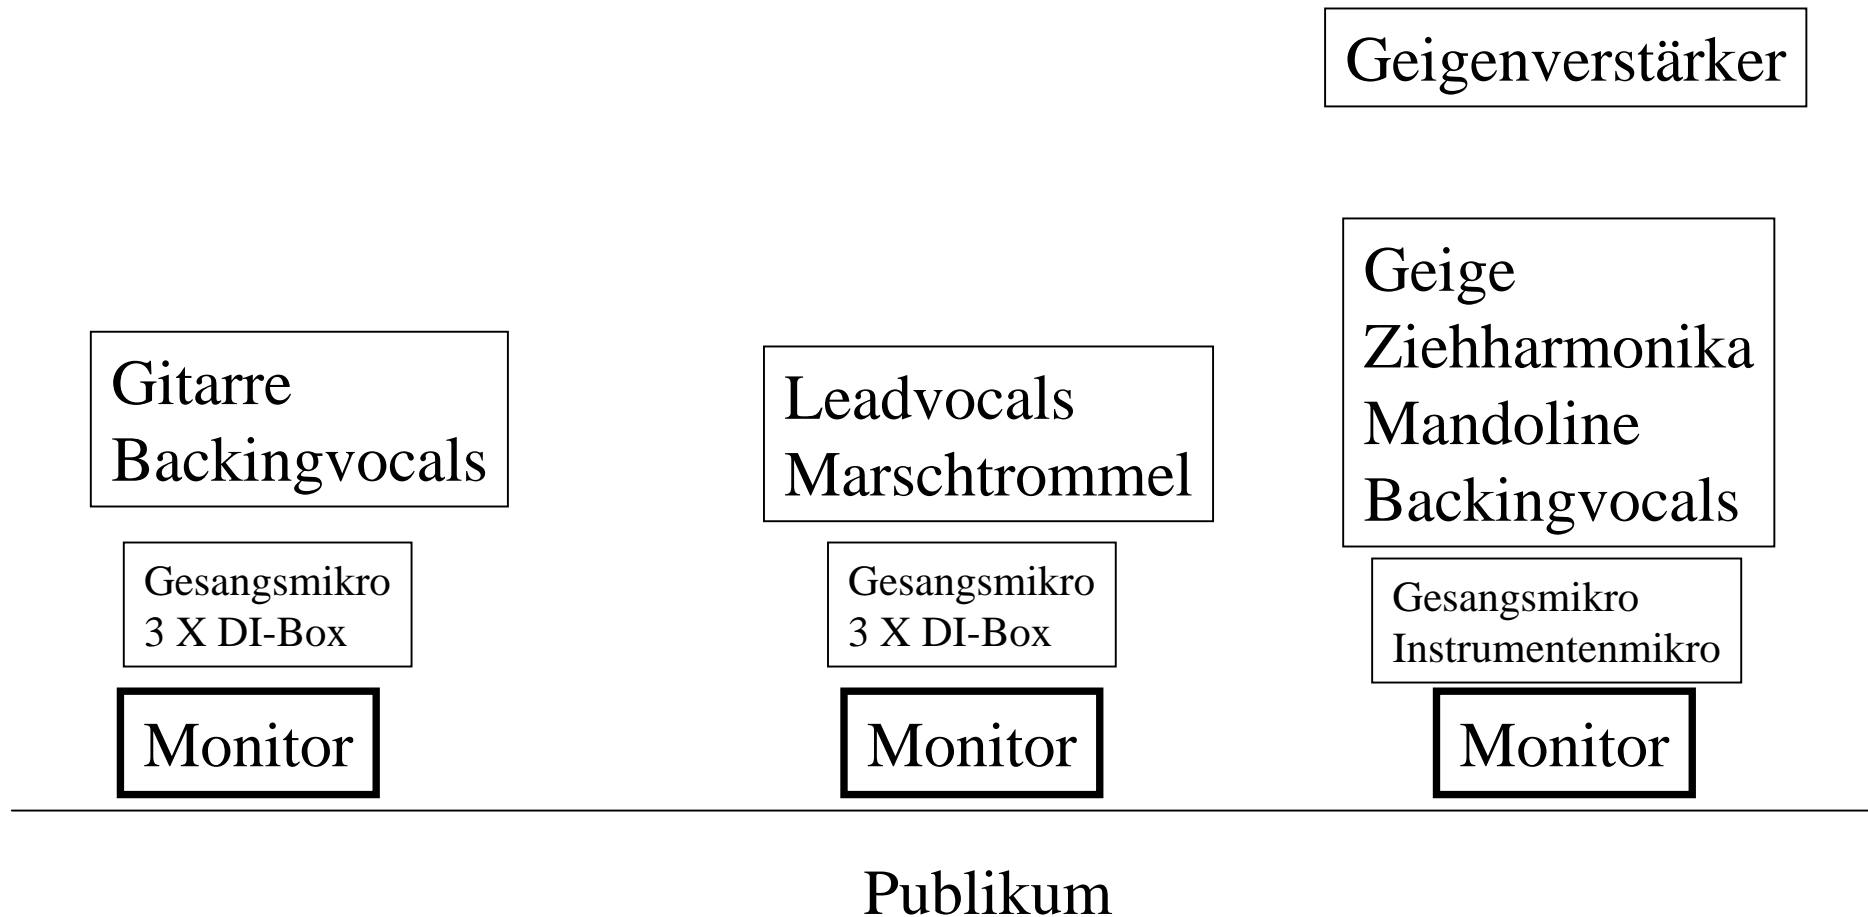 Geigenverstärker
Gitarre
Backingvocals
Gesangsmikro
3 X DI-Box
Monitor
Leadvocals
Marschtrommel
Gesangsmikro
3 X DI-Box
Monitor
Geige
Ziehharmonika
Mandoline
Backingvocals
Gesangsmikro
Instrumentenmikro
Monitor
Publikum